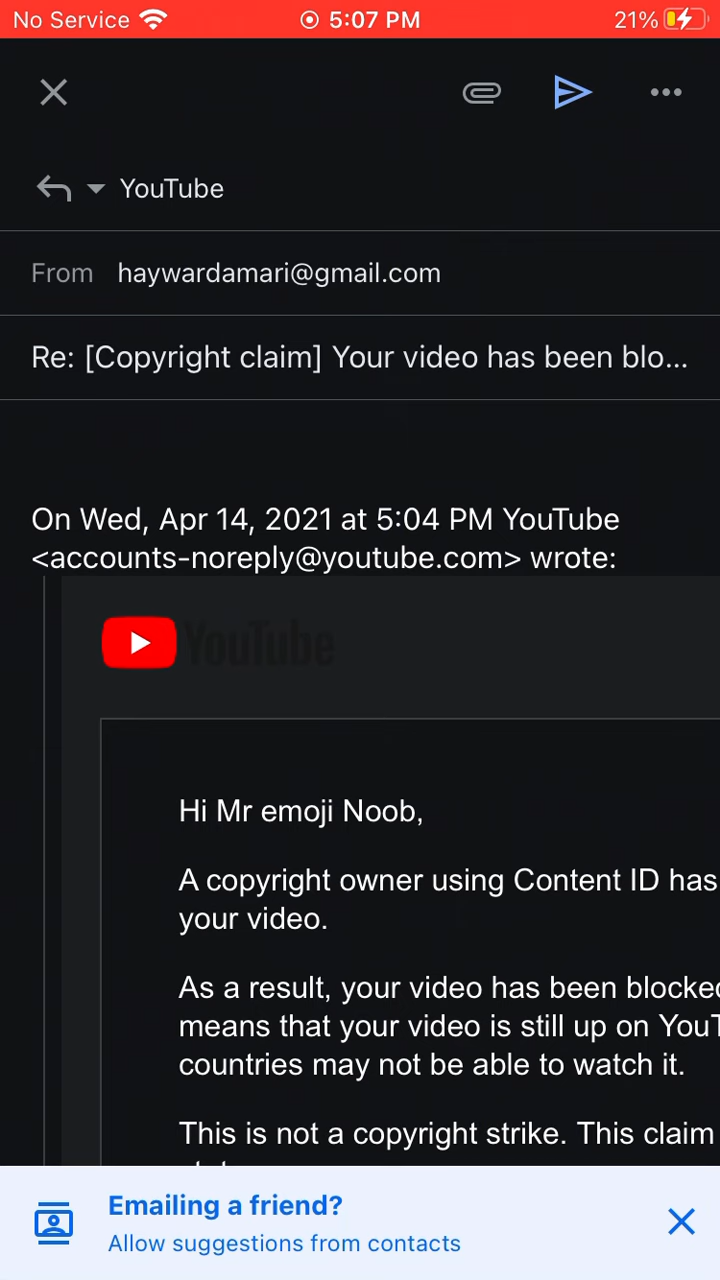 No Service 5:07 PM 21%
YouTube
From haywardamari@gmail.com
Re: [Copyright claim] Your video has been blo...
On Wed, Apr 14, 2021 at 5:04 PM YouTube
<accounts-noreply@youtube.com> wrote:
YouTube
Hi Mr emoji Noob,
A copyright owner using Content ID has
your video.
As a result, your video has been blocked
means that your video is still up on YouT
countries may not be able to watch it.
This is not a copyright strike. This claim
Emailing a friend?
Allow suggestions from contacts